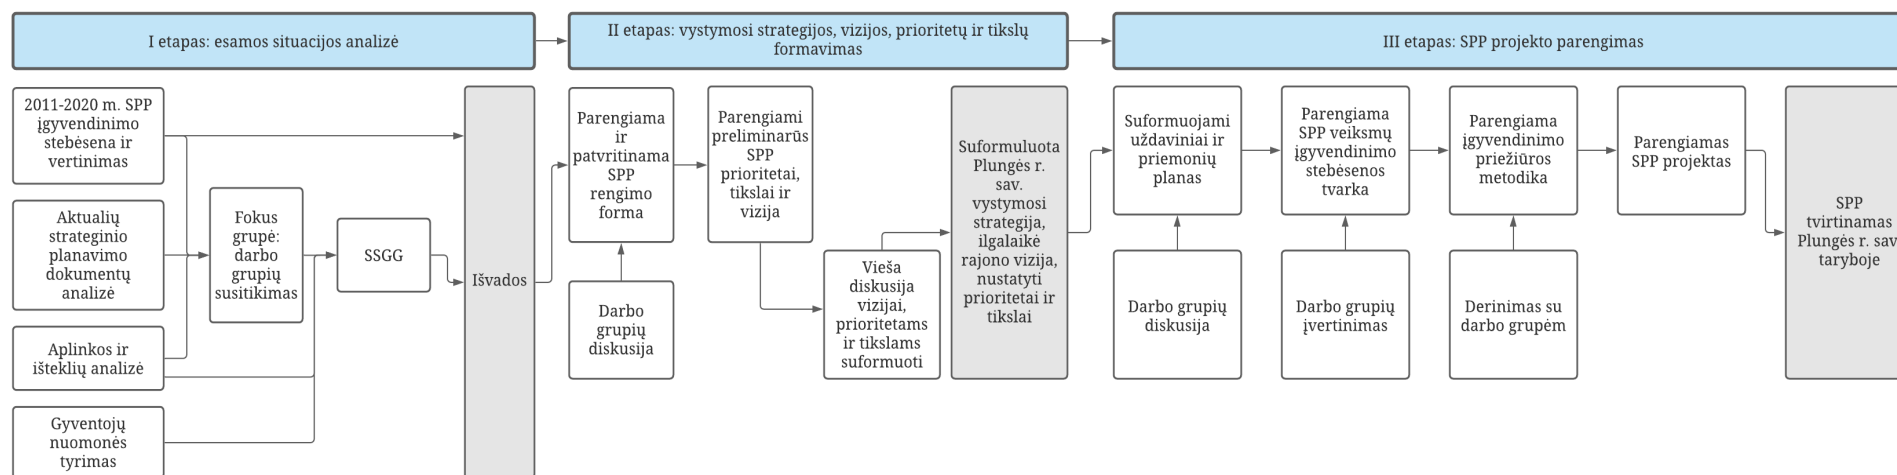 I etapas: esamos situacijos analizė
II etapas: vystymosi strategijos, vizijos, prioritetų ir tikslų
formavimas
III etapas: SPP projekto parengimas
2011-2020 m. SPP
įgyvendinimo
stebėsena ir
vertinimas
Aktualių
strateginio
planavimo
dokumentų
analizė
Aplinkos ir
išteklių analizė
Gyventojų
nuomonės
tyrimas
Fokus
grupė:
darbo
grupių
susitikimas
SSGG
Išvados
Parengiama
ir
patvritinama
SPP
rengimo
forma
Darbo
grupių
diskusija
Parengiami
preliminarūs
SPP
prioritetai,
tikslai ir
vizija
Vieša
diskusija
vizijai,
prioritetams
ir tikslams
suformuoti
Suformuluota
Plungės r.
sav.
vystymosi
strategija,
ilgalaikė
rajono vizija,
nustatyti
prioritetai ir
tikslai
Suformuojami
uždaviniai ir
priemonių
planas
Darbo grupių
diskusija
Parengiama
SPP veiksmų
įgyvendinimo
stebėsenos
tvarka
Darbo grupių
įvertinimas
Parengiama
įgyvendinimo
priežiūros
metodika
Derinimas su
darbo grupėm
Parengiamas
SPP projektas
SPP
tvirtinamas
Plungės r. sav
taryboje